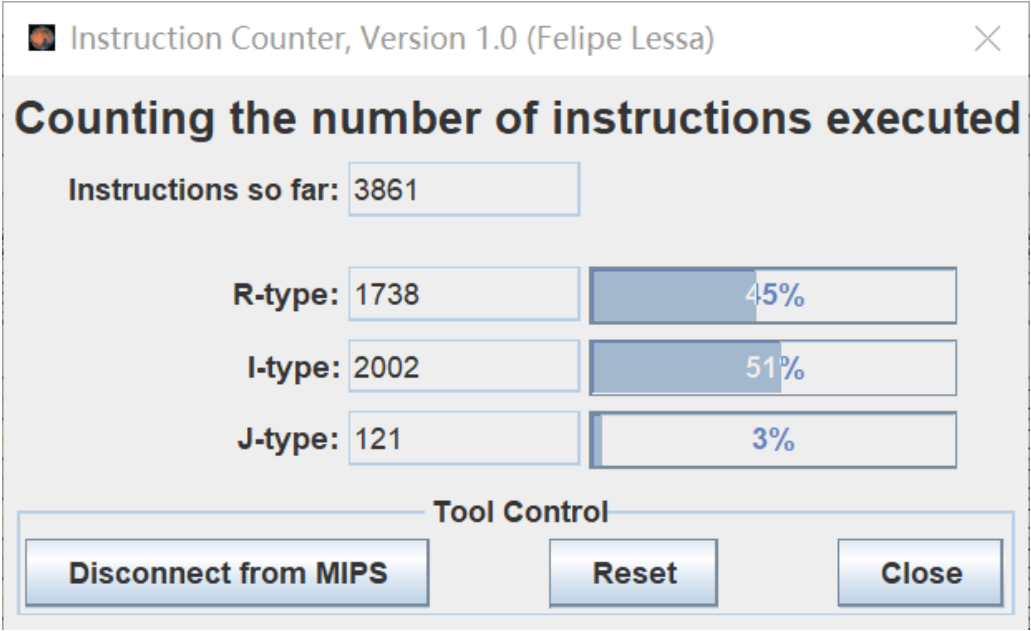 Instruction Counter, Version 1.0 (Felipe Lessa)
Counting the number of instructions executed
Instructions so far: 3861
R-type: 1738 45%
I-type: 2002 51%
J-type: 121 3%
Tool Control
Disconnect from MIPS Reset Close